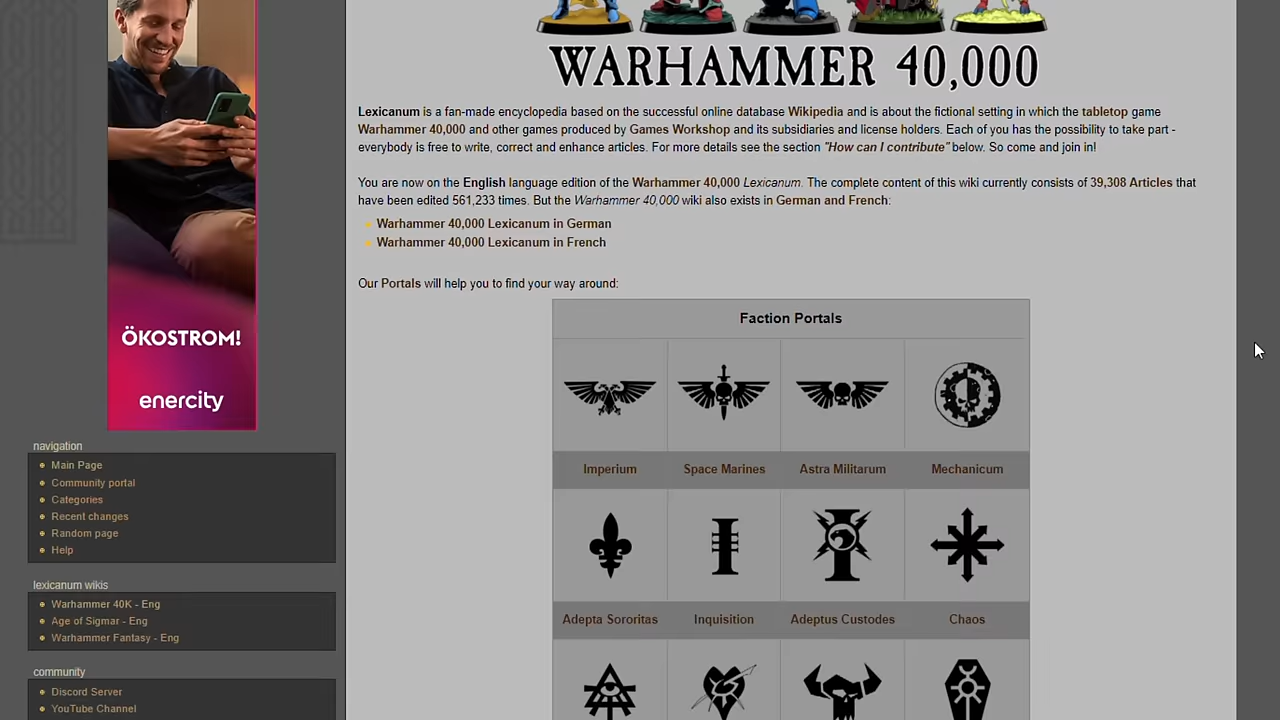 WARHAMMER 40,000
Lexicanum is a fan-made encyclopedia based on the successful online database Wikipedia and is about the fictional setting in which the tabletop game
Warhammer 40,000 and other games produced by Games Workshop and its subsidiaries and license holders. Each of you has the possibility to take part -
everybody is free to write, correct and enhance articles. For more details see the section "How can I contribute" below. So come and join in!
You are now on the English language edition of the Warhammer 40,000 Lexicanum. The complete content of this wiki currently consists of 39,308 Articles that
have been edited 561,233 times. But the Warhammer 40,000 wiki also exists in German and French:
Warhammer 40,000 Lexicanum in German
Warhammer 40,000 Lexicanum in French
Our Portals will help you to find your way around:
Faction Portals
Imperium Space Marines Astra Militarum Mechanicum
Adepta Sororitas Inquisition Adeptus Custodes Chaos
ÖKOSTROM!
enercity
navigation
Main Page
Community portal
Categories
Recent changes
Random page
Help
lexicanum wikis
Warhammer 40K - Eng
Age of Sigmar - Eng
Warhammer Fantasy - Eng
community
Discord Server
YouTube Channel